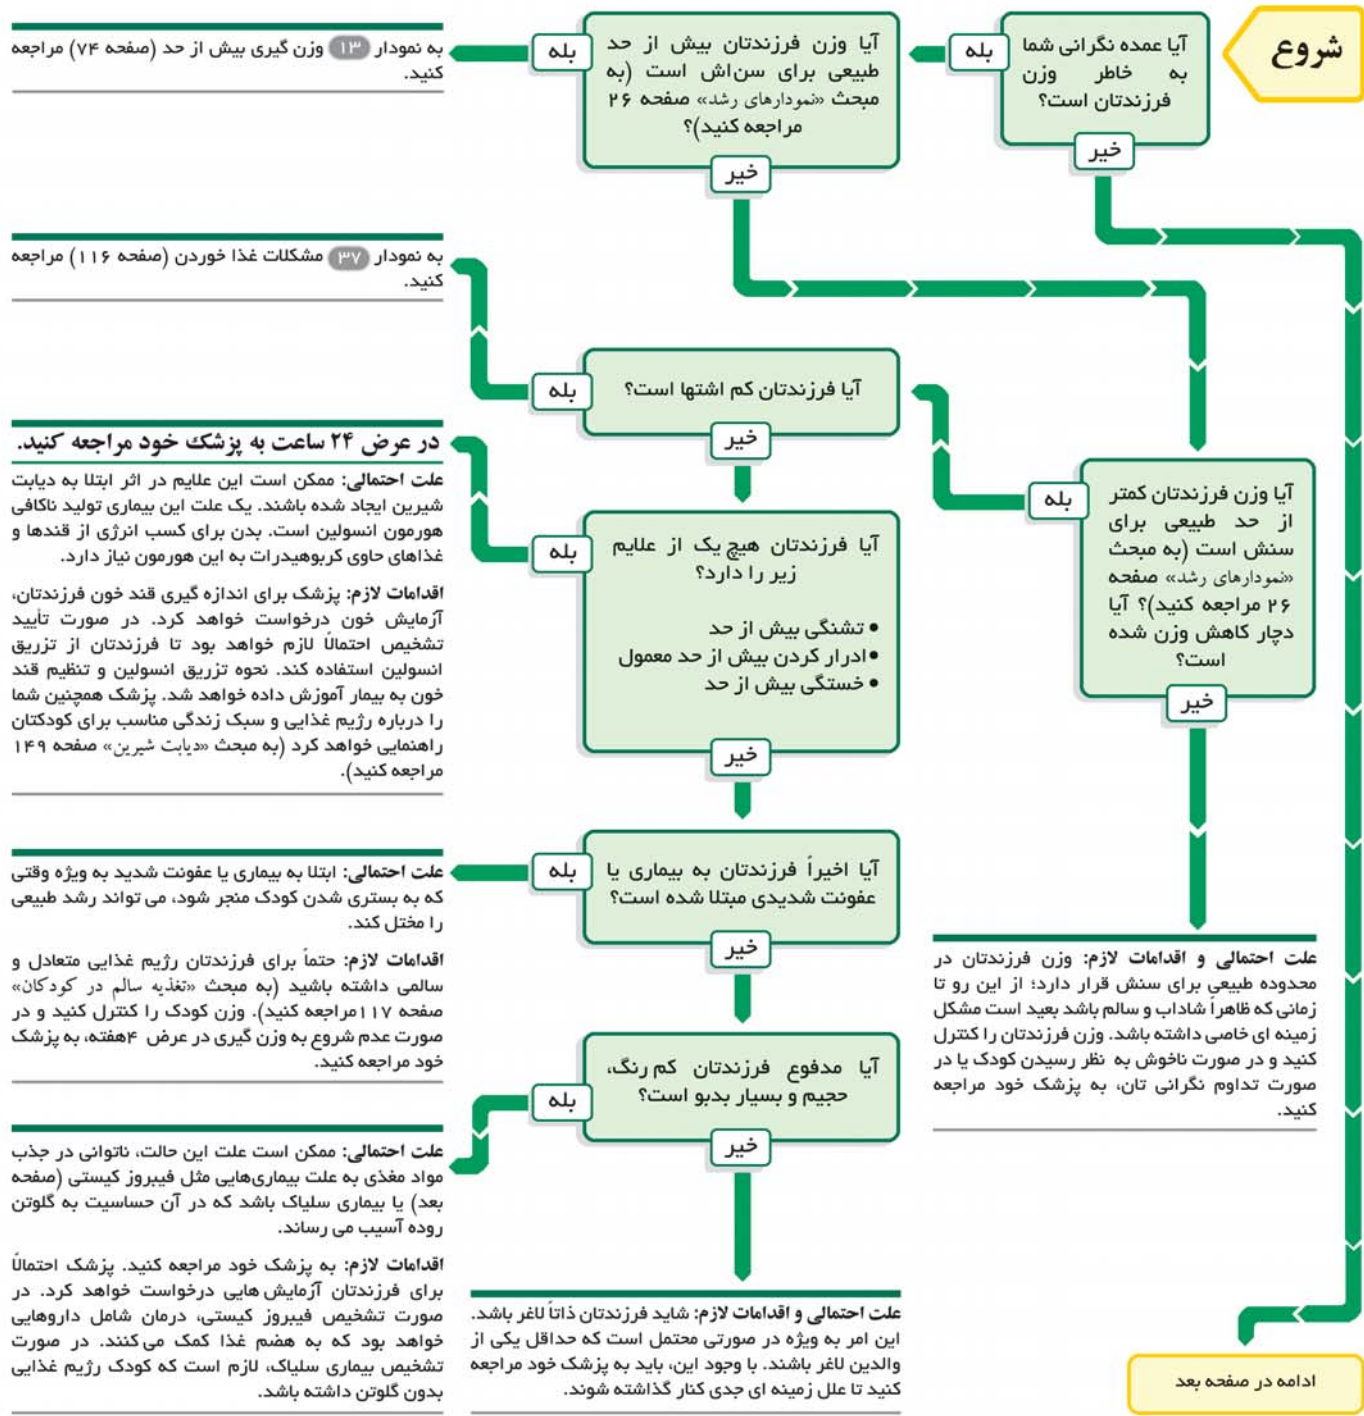 شروع
آیا عمده نگرانی شما
به خاطر وزن
فرزندتان است؟
بله
خیر
آیا وزن فرزندتان بیش از حد
طبیعی برای سن‌اش است (به
مبحث «نمودارهای رشد» صفحه ۲۶
مراجعه کنید)؟
بله
خیر
به نمودار ۱۳ وزن گیری بیش از حد (صفحه ۷۴) مراجعه
کنید.
آیا وزن فرزندتان کمتر
از حد طبیعی برای
سنش است (به مبحث
«نمودارهای رشد» صفحه
۲۶ مراجعه کنید)؟ آیا
دچار کاهش وزن شده
است؟
بله
خیر
آیا فرزندتان کم اشتها است؟
بله
خیر
به نمودار ۳۷ مشکلات غذا خوردن (صفحه ۱۱۶) مراجعه
کنید.
آیا فرزندتان هیچ یک از علایم
زیر را دارد؟
• تشنگی بیش از حد
• ادرار کردن بیش از حد معمول
• خستگی بیش از حد
بله
خیر
در عرض ۲۴ ساعت به پزشک خود مراجعه کنید.
علت احتمالی: ممکن است این علایم در اثر ابتلا به دیابت
شیرین ایجاد شده باشند. یک علت این بیماری تولید ناکافی
هورمون انسولین است. بدن برای کسب انرژی از قندها و
غذاهای حاوی کربوهیدرات به این هورمون نیاز دارد.
اقدامات لازم: پزشک برای اندازه گیری قند خون فرزندتان،
آزمایش خون درخواست خواهد کرد. در صورت تأیید
تشخیص احتمالاً لازم خواهد بود تا فرزندتان از تزریق
انسولین استفاده کند. نحوه تزریق انسولین و تنظیم قند
خون به بیمار آموزش داده خواهد شد. پزشک همچنین شما
را درباره رژیم غذایی و سبک زندگی مناسب برای کودکتان
راهنمایی خواهد کرد (به مبحث «دیابت شیرین» صفحه ۱۴۹
مراجعه کنید).
آیا اخیراً فرزندتان به بیماری یا
عفونت شدیدی مبتلا شده است؟
بله
خیر
علت احتمالی: ابتلا به بیماری یا عفونت شدید به ویژه وقتی
که به بستری شدن کودک منجر شود، می تواند رشد طبیعی
را مختل کند.
اقدامات لازم: حتماً برای فرزندتان رژیم غذایی متعادل و
سالمی داشته باشید (به مبحث «تغذیه سالم در کودکان»
صفحه ۱۱۷مراجعه کنید). وزن کودک را کنترل کنید و در
صورت عدم شروع به وزن گیری در عرض ۴هفته، به پزشک
خود مراجعه کنید.
آیا مدفوع فرزندتان کم رنگ،
حجیم و بسیار بدبو است؟
بله
خیر
علت احتمالی: ممکن است علت این حالت، ناتوانی در جذب
مواد مغذی به علت بیماری‌هایی مثل فیبروز کیستی (صفحه
بعد) یا بیماری سلیاک باشد که در آن حساسیت به گلوتن
روده آسیب می رساند.
اقدامات لازم: به پزشک خود مراجعه کنید. پزشک احتمالاً
برای فرزندتان آزمایش هایی درخواست خواهد کرد. در
صورت تشخیص فیبروز کیستی، درمان شامل داروهایی
خواهد بود که به هضم غذا کمک می‌کنند. در صورت
تشخیص بیماری سلیاک، لازم است که کودک رژیم غذایی
بدون گلوتن داشته باشد.
علت احتمالی و اقدامات لازم: شاید فرزندتان ذاتاً لاغر باشد.
این امر به ویژه در صورتی محتمل است که حداقل یکی از
والدین لاغر باشند. با وجود این، باید به پزشک خود مراجعه
کنید تا علل زمینه ای جدی کنار گذاشته شوند.
علت احتمالی و اقدامات لازم: وزن فرزندتان در
محدوده طبیعی برای سنش قرار دارد؛ از این رو تا
زمانی که ظاهراً شاداب و سالم باشد بعید است مشکل
زمینه ای خاصی داشته باشد. وزن فرزندتان را کنترل
کنید و در صورت ناخوش به نظر رسیدن کودک یا در
صورت تداوم نگرانی تان، به پزشک خود مراجعه
کنید.
ادامه در صفحه بعد